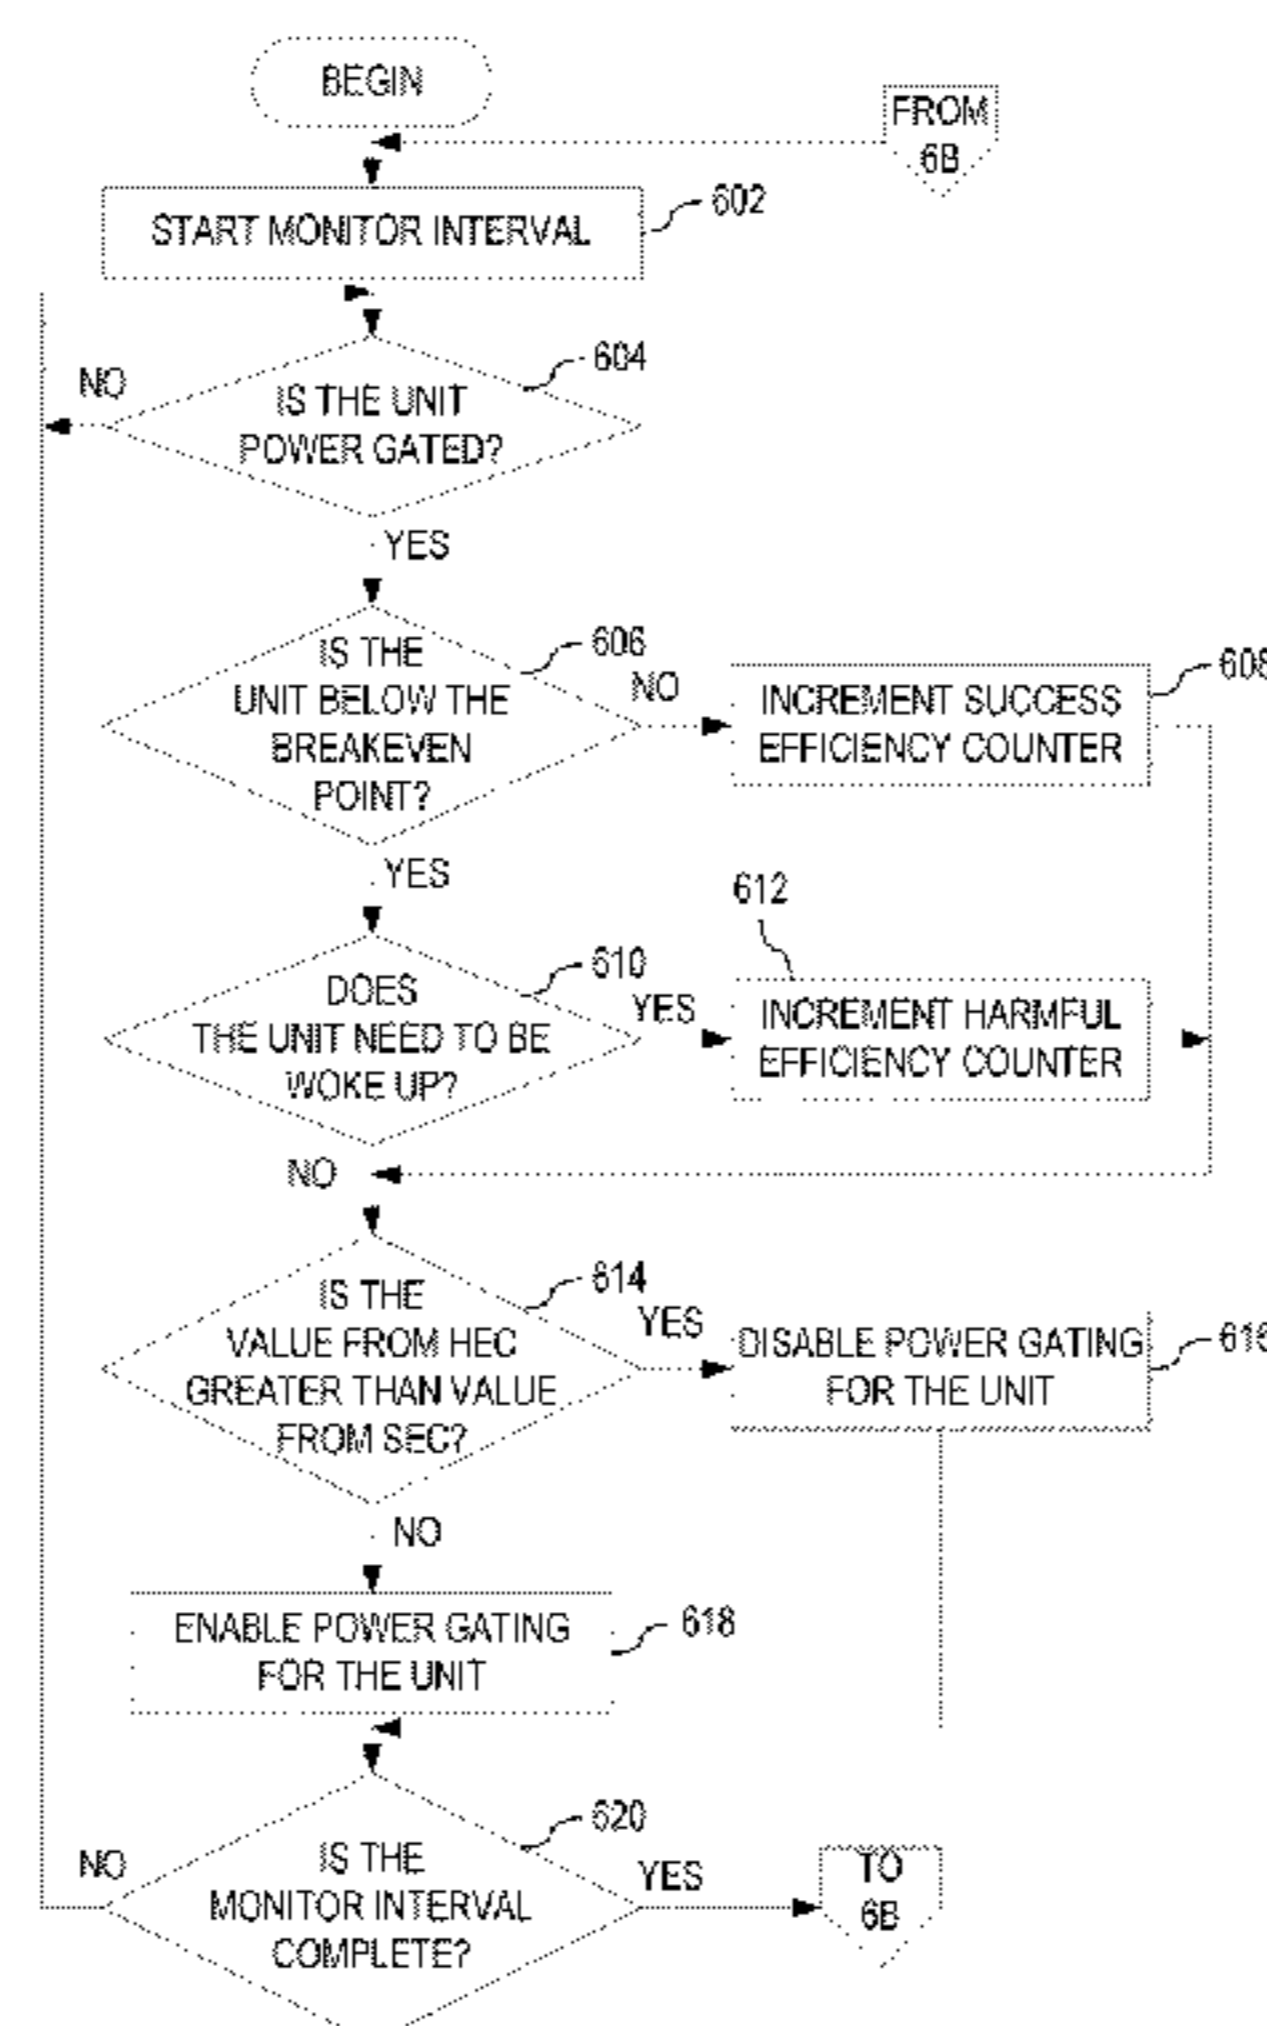 BEGIN
FROM
6B
START MONITOR INTERVAL
602
NO
IS THE UNIT
POWER GATED?
604
YES
IS THE
UNIT BELOW THE
BREAKEVEN
POINT?
606
NO
INCREMENT SUCCESS
EFFICIENCY COUNTER
608
YES
DOES
THE UNIT NEED TO BE
WOKE UP?
610
YES
612
INCREMENT HARMFUL
EFFICIENCY COUNTER
NO
IS THE
VALUE FROM HEC
GREATER THAN VALUE
FROM SEC?
614
YES
DISABLE POWER GATING
FOR THE UNIT
616
NO
ENABLE POWER GATING
FOR THE UNIT
618
NO
IS THE
MONITOR INTERVAL
COMPLETE?
620
YES
TO
6B